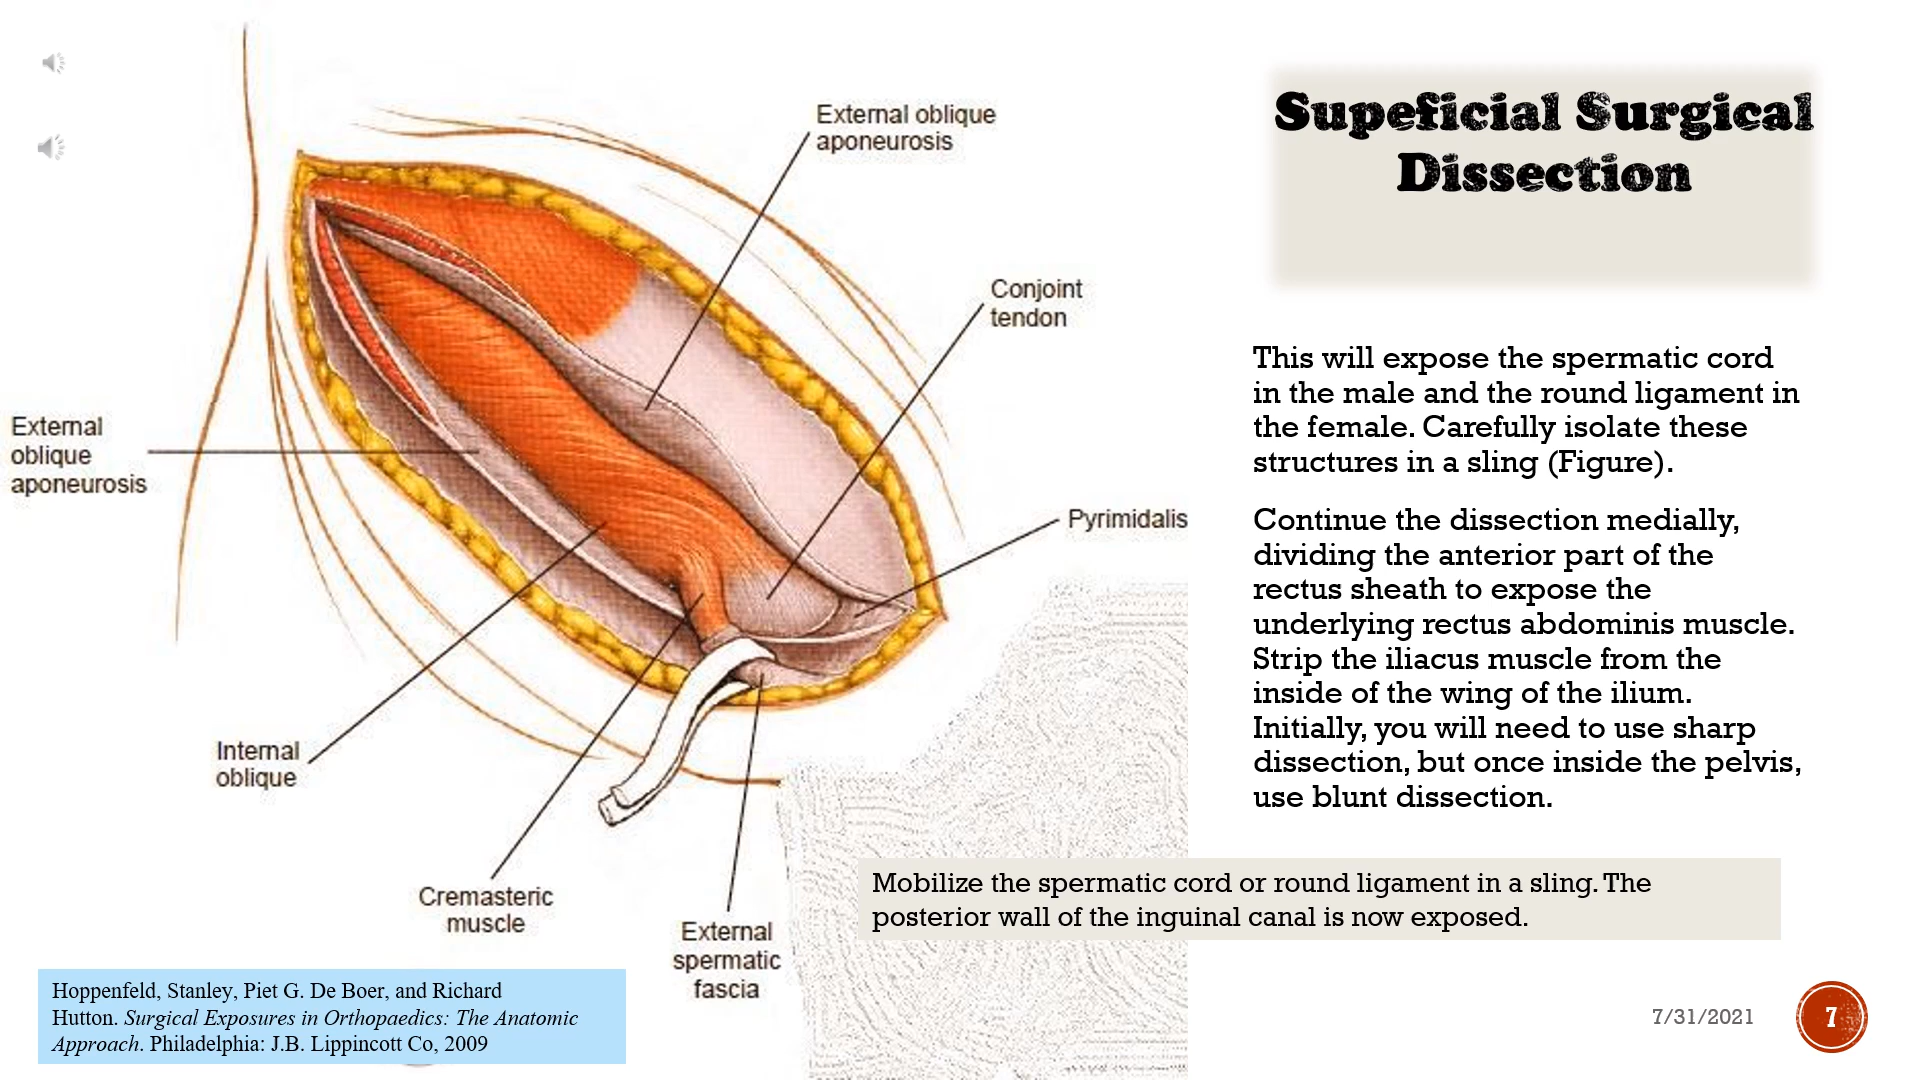 Supeficial Surgical
Dissection
External oblique
aponeurosis
Conjoint
tendon
External
oblique
aponeurosis
Pyrimidalis
Internal
oblique
Cremasteric
muscle
External
spermatic
fascia
This will expose the spermatic cord
in the male and the round ligament in
the female. Carefully isolate these
structures in a sling (Figure).
Continue the dissection medially,
dividing the anterior part of the
rectus sheath to expose the
underlying rectus abdominis muscle.
Strip the iliacus muscle from the
inside of the wing of the ilium.
Initially, you will need to use sharp
dissection, but once inside the pelvis,
use blunt dissection.
Mobilize the spermatic cord or round ligament in a sling. The
posterior wall of the inguinal canal is now exposed.
Hoppenfeld, Stanley, Piet G. De Boer, and Richard
Hutton. Surgical Exposures in Orthopaedics: The Anatomic
Approach. Philadelphia: J.B. Lippincott Co, 2009
7/31/2021
7